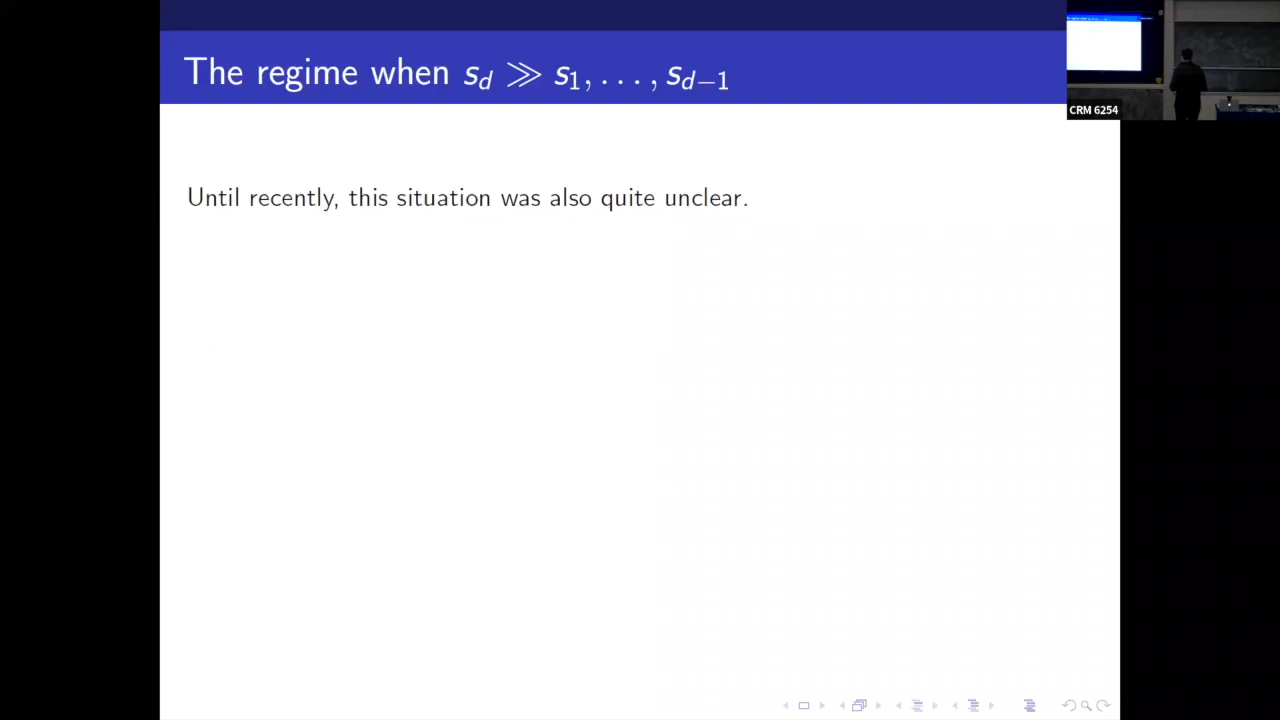 The regime when s_d ≫ s_1, . . . , s_{d−1}
CRM 6254
Until recently, this situation was also quite unclear.